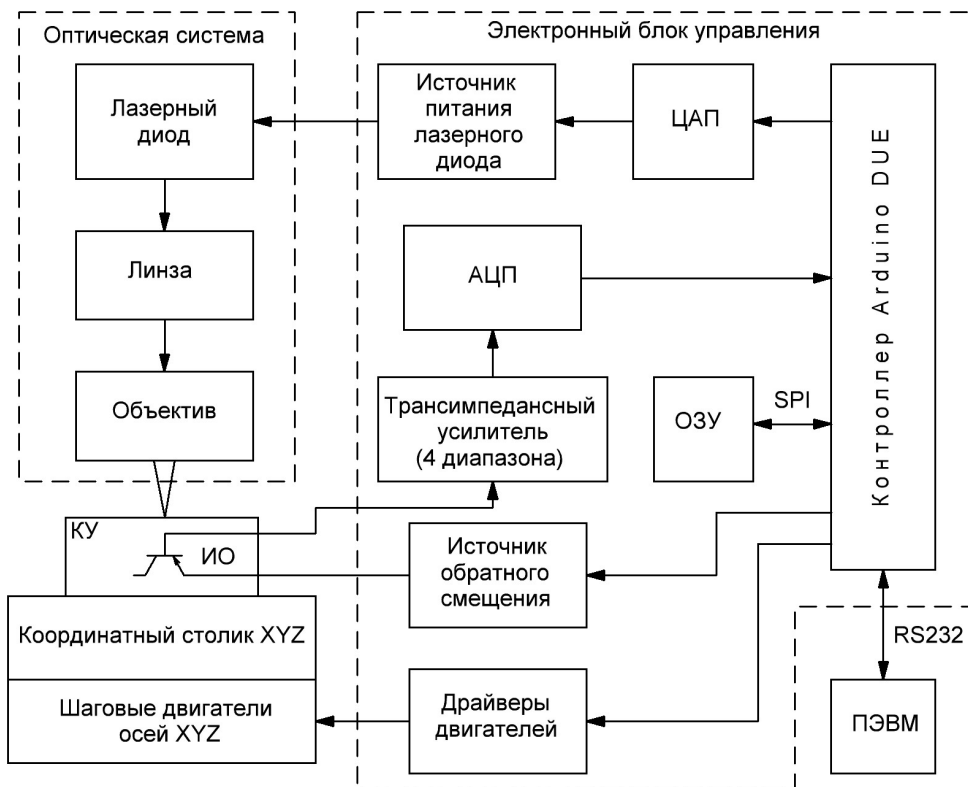 Оптическая система
Электронный блок управления
Лазерный
диод
Источник
питания
лазерного
диода
ЦАП
Контроллер Arduino DUE
Линза
АЦП
Объектив
Трансимпедансный
усилитель
(4 диапазона)
ОЗУ
SPI
КУ
ИО
Источник
обратного
смещения
Координатный столик XYZ
RS232
Шаговые двигатели
осей XYZ
Драйверы
двигателей
ПЭВМ